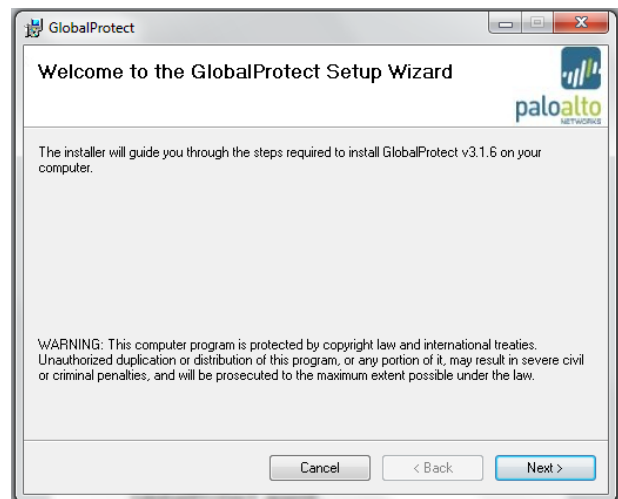 GlobalProtect
Welcome to the GlobalProtect Setup Wizard
paloalto
NETWORKS
The installer will guide you through the steps required to install GlobalProtect v3.1.6 on your
computer.
WARNING: This computer program is protected by copyright law and international treaties.
Unauthorized duplication or distribution of this program, or any portion of it, may result in severe civil
or criminal penalties, and will be prosecuted to the maximum extent possible under the law.
Cancel
< Back
Next >